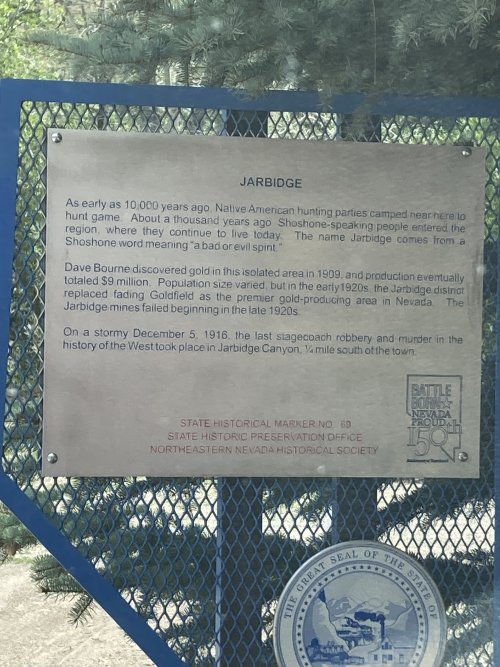 JARBIDGE
As early as 10,000 years ago, Native American hunting parties camped near here to
hunt game. About a thousand years ago Shoshone-speaking people entered the
region, where they continue to live today. The name Jarbidge comes from a
Shoshone word meaning "a bad or evil spirit."
Dave Bourne discovered gold in this isolated area in 1909, and production eventually
totaled $9 million. Population size varied, but in the early1920s, the Jarbidge district
replaced fading Goldfield as the premier gold-producing area in Nevada. The
Jarbidge mines failed beginning in the late 1920s.
On a stormy December 5, 1916, the last stagecoach robbery and murder in the
history of the West took place in Jarbidge Canyon, ¼ mile south of the town.
BATTLE
BORN
NEVADA
PROUD
150
STATE HISTORICAL MARKER NO. 69
STATE HISTORIC PRESERVATION OFFICE
NORTHEASTERN NEVADA HISTORICAL SOCIETY
THE GREAT SEAL OF THE STATE OF